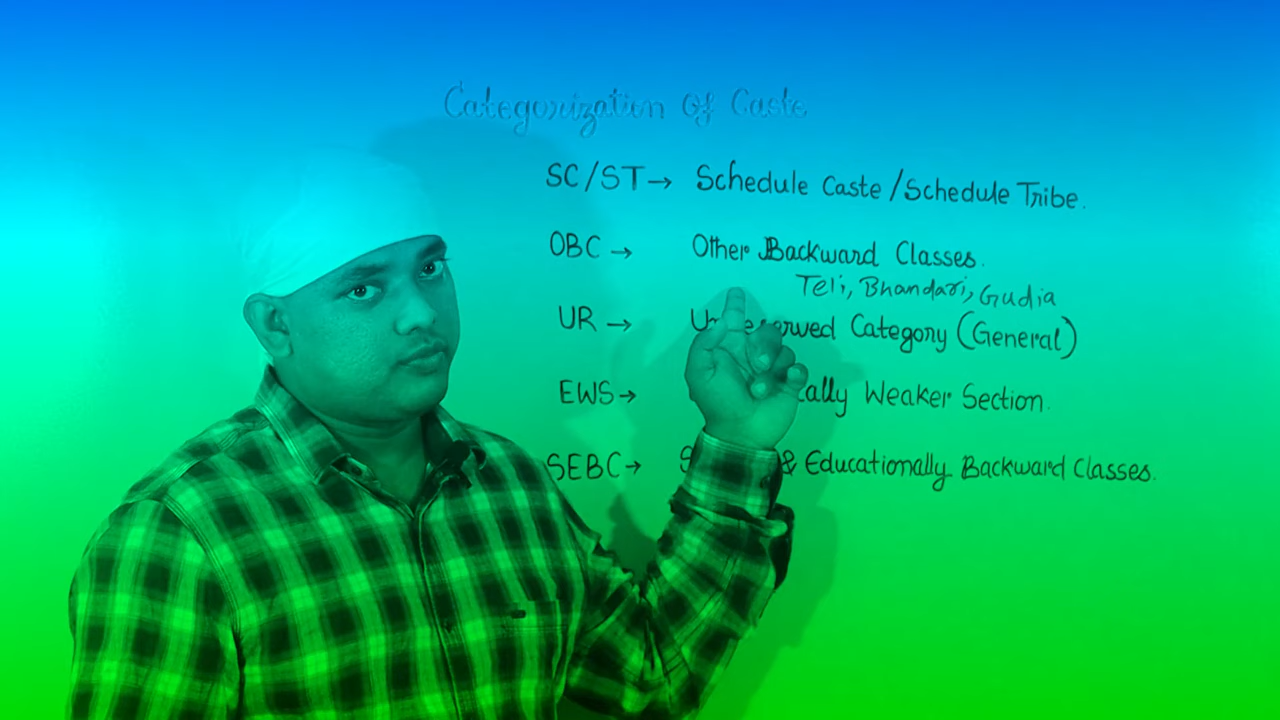 Categorization Of Caste
SC/ST → Schedule Caste / Schedule Tribe.
OBC → Other Backward Classes.
Teli, Bhandari, Gudia
UR → Category (General)
EWS → Weaker Section.
SEBC → & Educationally Backward Classes.